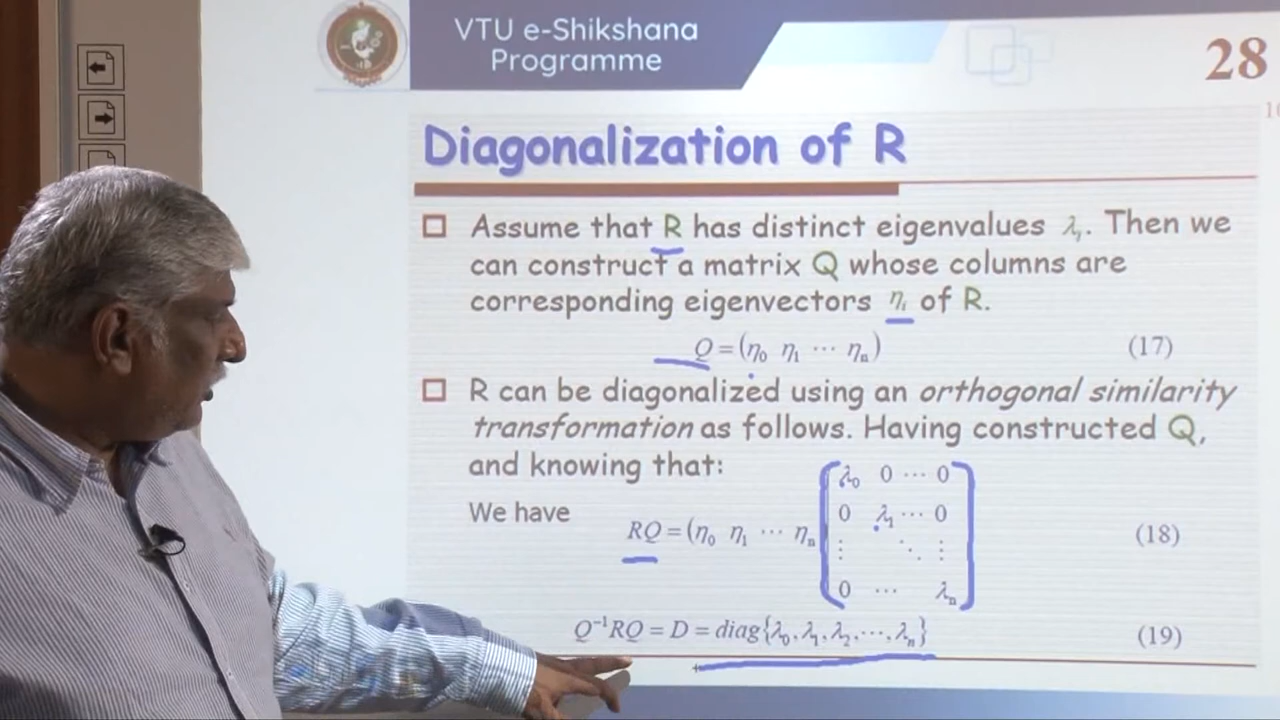 VTU e-Shikshana
Programme
28
10
Diagonalization of R
Assume that R has distinct eigenvalues λᵢ. Then we
can construct a matrix Q whose columns are
corresponding eigenvectors ηᵢ of R.
Q = (η₀ η₁ ⋯ ηₙ) (17)
R can be diagonalized using an orthogonal similarity
transformation as follows. Having constructed Q,
and knowing that:
We have
λ₀ 0 ⋯ 0
0 λ₁ ⋯ 0
RQ = (η₀ η₁ ⋯ ηₙ (18)
⋮ ⋱ ⋮
0 ⋯ λₙ
Q⁻¹RQ = D = diag{λ₀, λ₁, λ₂, ⋯, λₙ} (19)